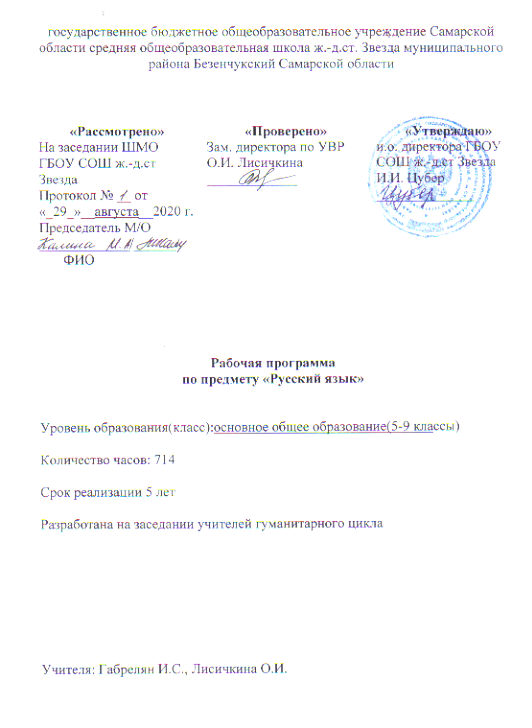 государственное бюджетное общеобразовательное учреждение Самарской
области средняя общеобразовательная школа ж.-д.ст. Звезда муниципального
района Безенчукский Самарской области
«Рассмотрено»
На заседании ШМО
ГБОУ СОШ ж.-д.ст
Звезда
Протокол № 1 от
«_29_»__августа__2020 г.
Председатель М/О
Калина М.А
ФИО
«Проверено»
Зам. директора по УВР
О.И. Лисичкина
«Утверждаю»
и.о. директора ГБОУ
СОШ ж.-д.ст Звезда
И.И. Цубер
Рабочая программа
по предмету «Русский язык»
Уровень образования(класс):основное общее образование(5-9 классы)
Количество часов: 714
Срок реализации 5 лет
Разработана на заседании учителей гуманитарного цикла
Учителя: Габрелян И.С., Лисичкина О.И.